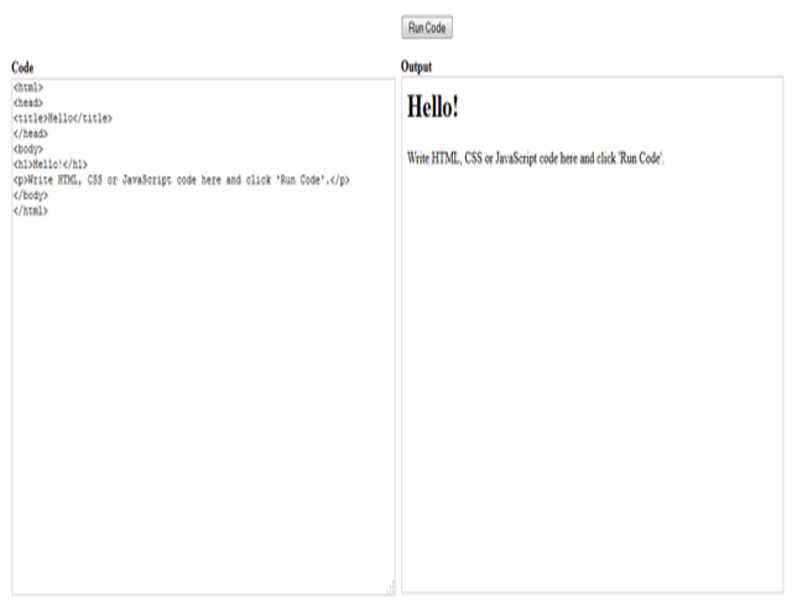 Run Code
Code
<html>
<head>
<title>Hello</title>
</head>
<body>
<h1>Hello!</h1>
<p>Write HTML, CSS or JavaScript code here and click 'Run Code'.</p>
</body>
</html>
Output
Hello!
Write HTML, CSS or JavaScript code here and click 'Run Code'.